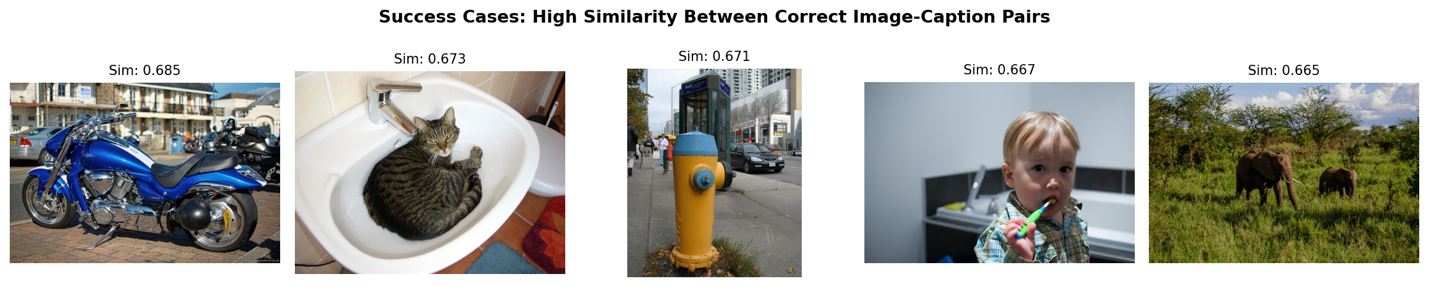 Success Cases: High Similarity Between Correct Image-Caption Pairs
Sim: 0.685
Sim: 0.673
Sim: 0.671
Sim: 0.667
Sim: 0.665